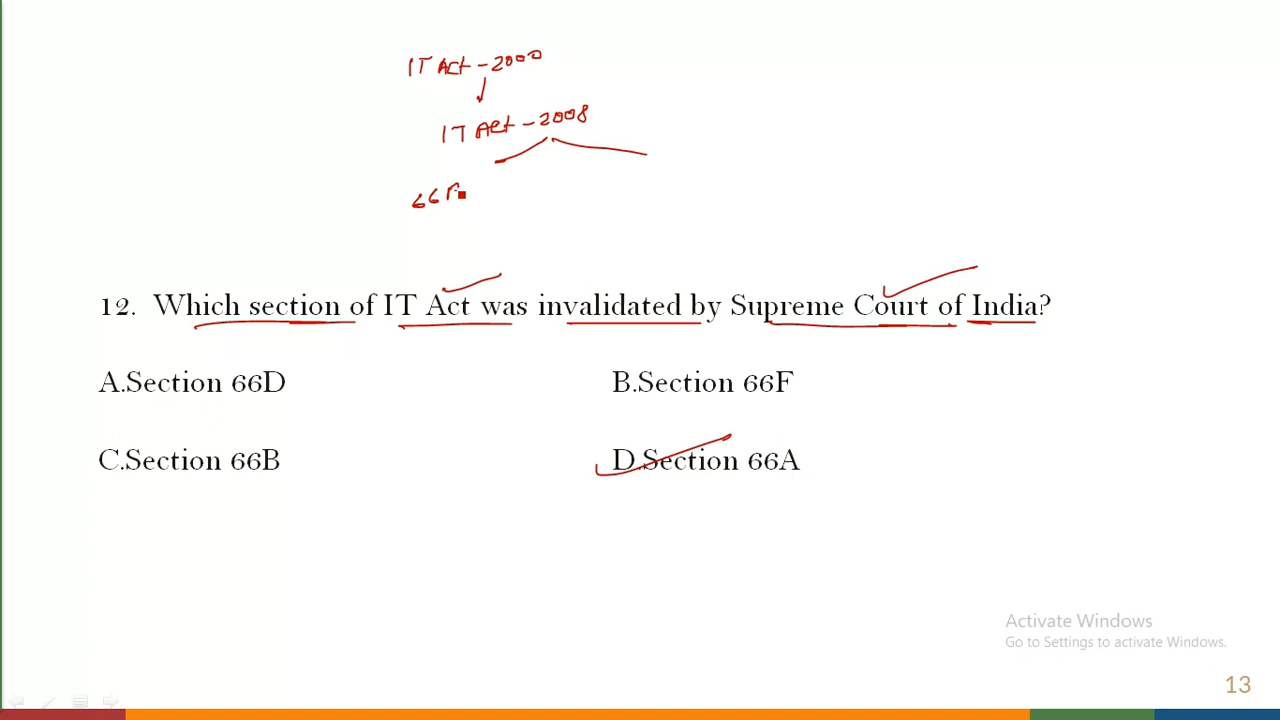 IT Act - 2000
IT Act - 2008
66
12. Which section of IT Act was invalidated by Supreme Court of India?
A.Section 66D B.Section 66F
C.Section 66B D.Section 66A
Activate Windows
Go to Settings to activate Windows.
13